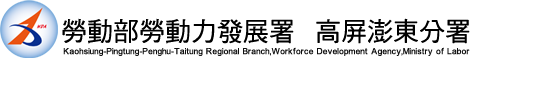 勞動部勞動力發展署 高屏澎東分署
Kaohsiung-Pingtung-Penghu-Taitung Regional Branch,Workforce Development Agency,Ministry of Labor